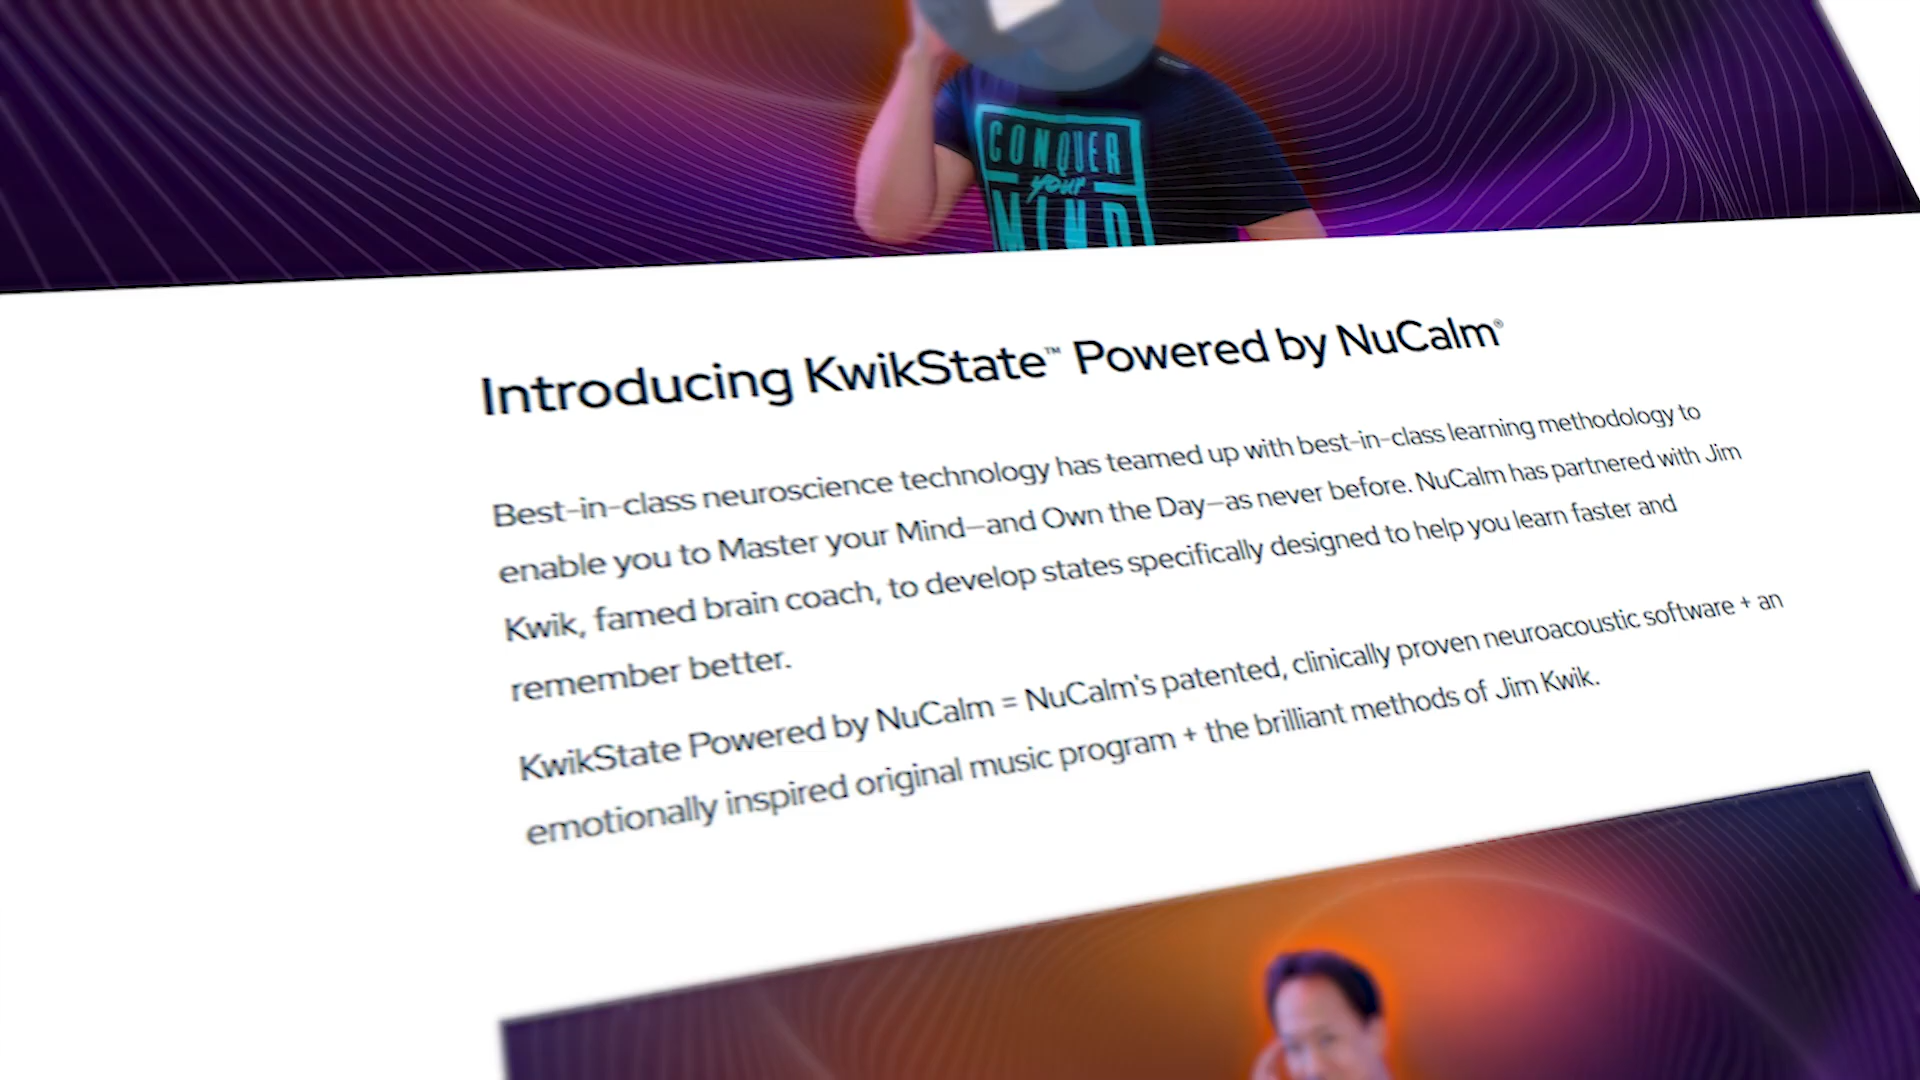 CONQUER
your
MIND
Introducing KwikState™ Powered by NuCalm®
Best-in-class neuroscience technology has teamed up with best-in-class learning methodology to
enable you to Master your Mind—and Own the Day—as never before. NuCalm has partnered with Jim
Kwik, famed brain coach, to develop states specifically designed to help you learn faster and
remember better.
KwikState Powered by NuCalm = NuCalm's patented, clinically proven neuroacoustic software + an
emotionally inspired original music program + the brilliant methods of Jim Kwik.